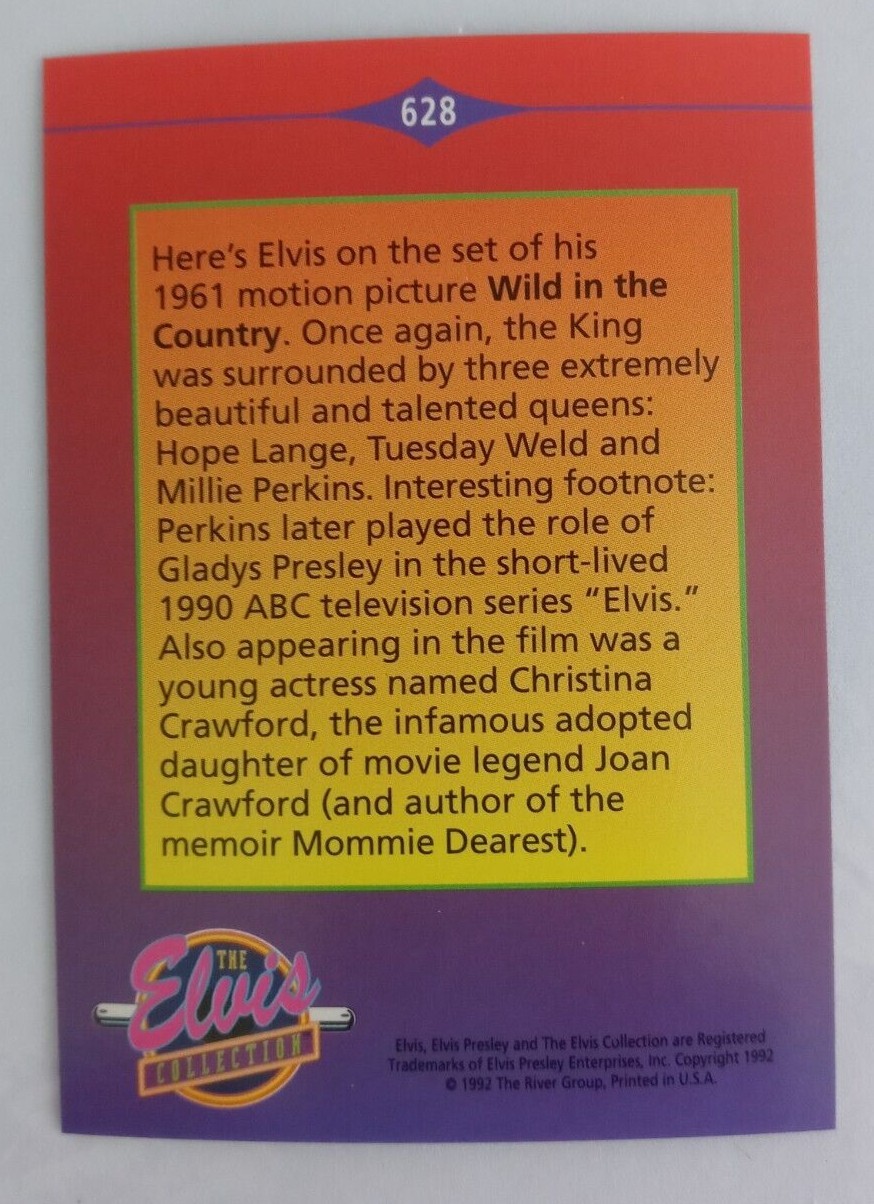 628
Here's Elvis on the set of his
1961 motion picture Wild in the
Country. Once again, the King
was surrounded by three extremely
beautiful and talented queens:
Hope Lange, Tuesday Weld and
Millie Perkins. Interesting footnote:
Perkins later played the role of
Gladys Presley in the short-lived
1990 ABC television series “Elvis.”
Also appearing in the film was a
young actress named Christina
Crawford, the infamous adopted
daughter of movie legend Joan
Crawford (and author of the
memoir Mommie Dearest).
THE
Elvis
COLLECTION
Elvis, Elvis Presley and The Elvis Collection are Registered
Trademarks of Elvis Presley Enterprises, Inc. Copyright 1992
© 1992 The River Group, Printed in U.S.A.